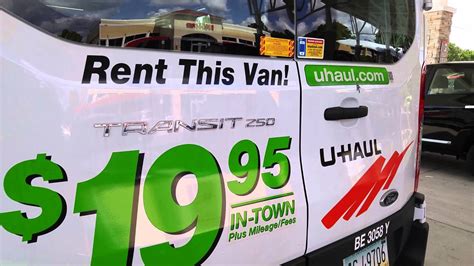 Rent This Van!
uhaul.com
TRANSIT 250
$19.95
IN-TOWN
Plus Mileage/Fees
U-HAUL
BE 3058 Y